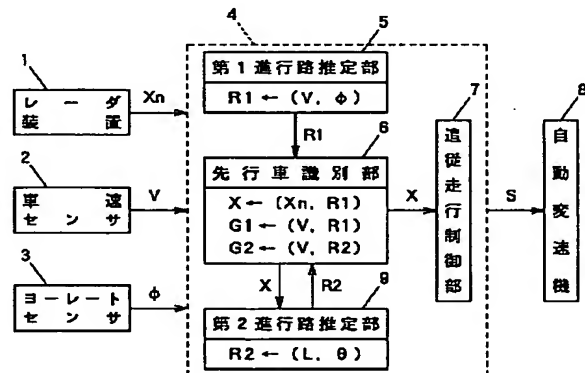 4
5
第1進行路推定部
R1 ← (V, φ)
1
レーダ
装置
Xn
R1
6
7
8
2
車速
センサ
V
先行車識別部
X ← (Xn, R1)
G1 ← (V, R1)
G2 ← (V, R2)
X
追従走行制御部
S
自動変速機
3
ヨーレート
センサ
φ
X
R2
9
第2進行路推定部
R2 ← (L, θ)